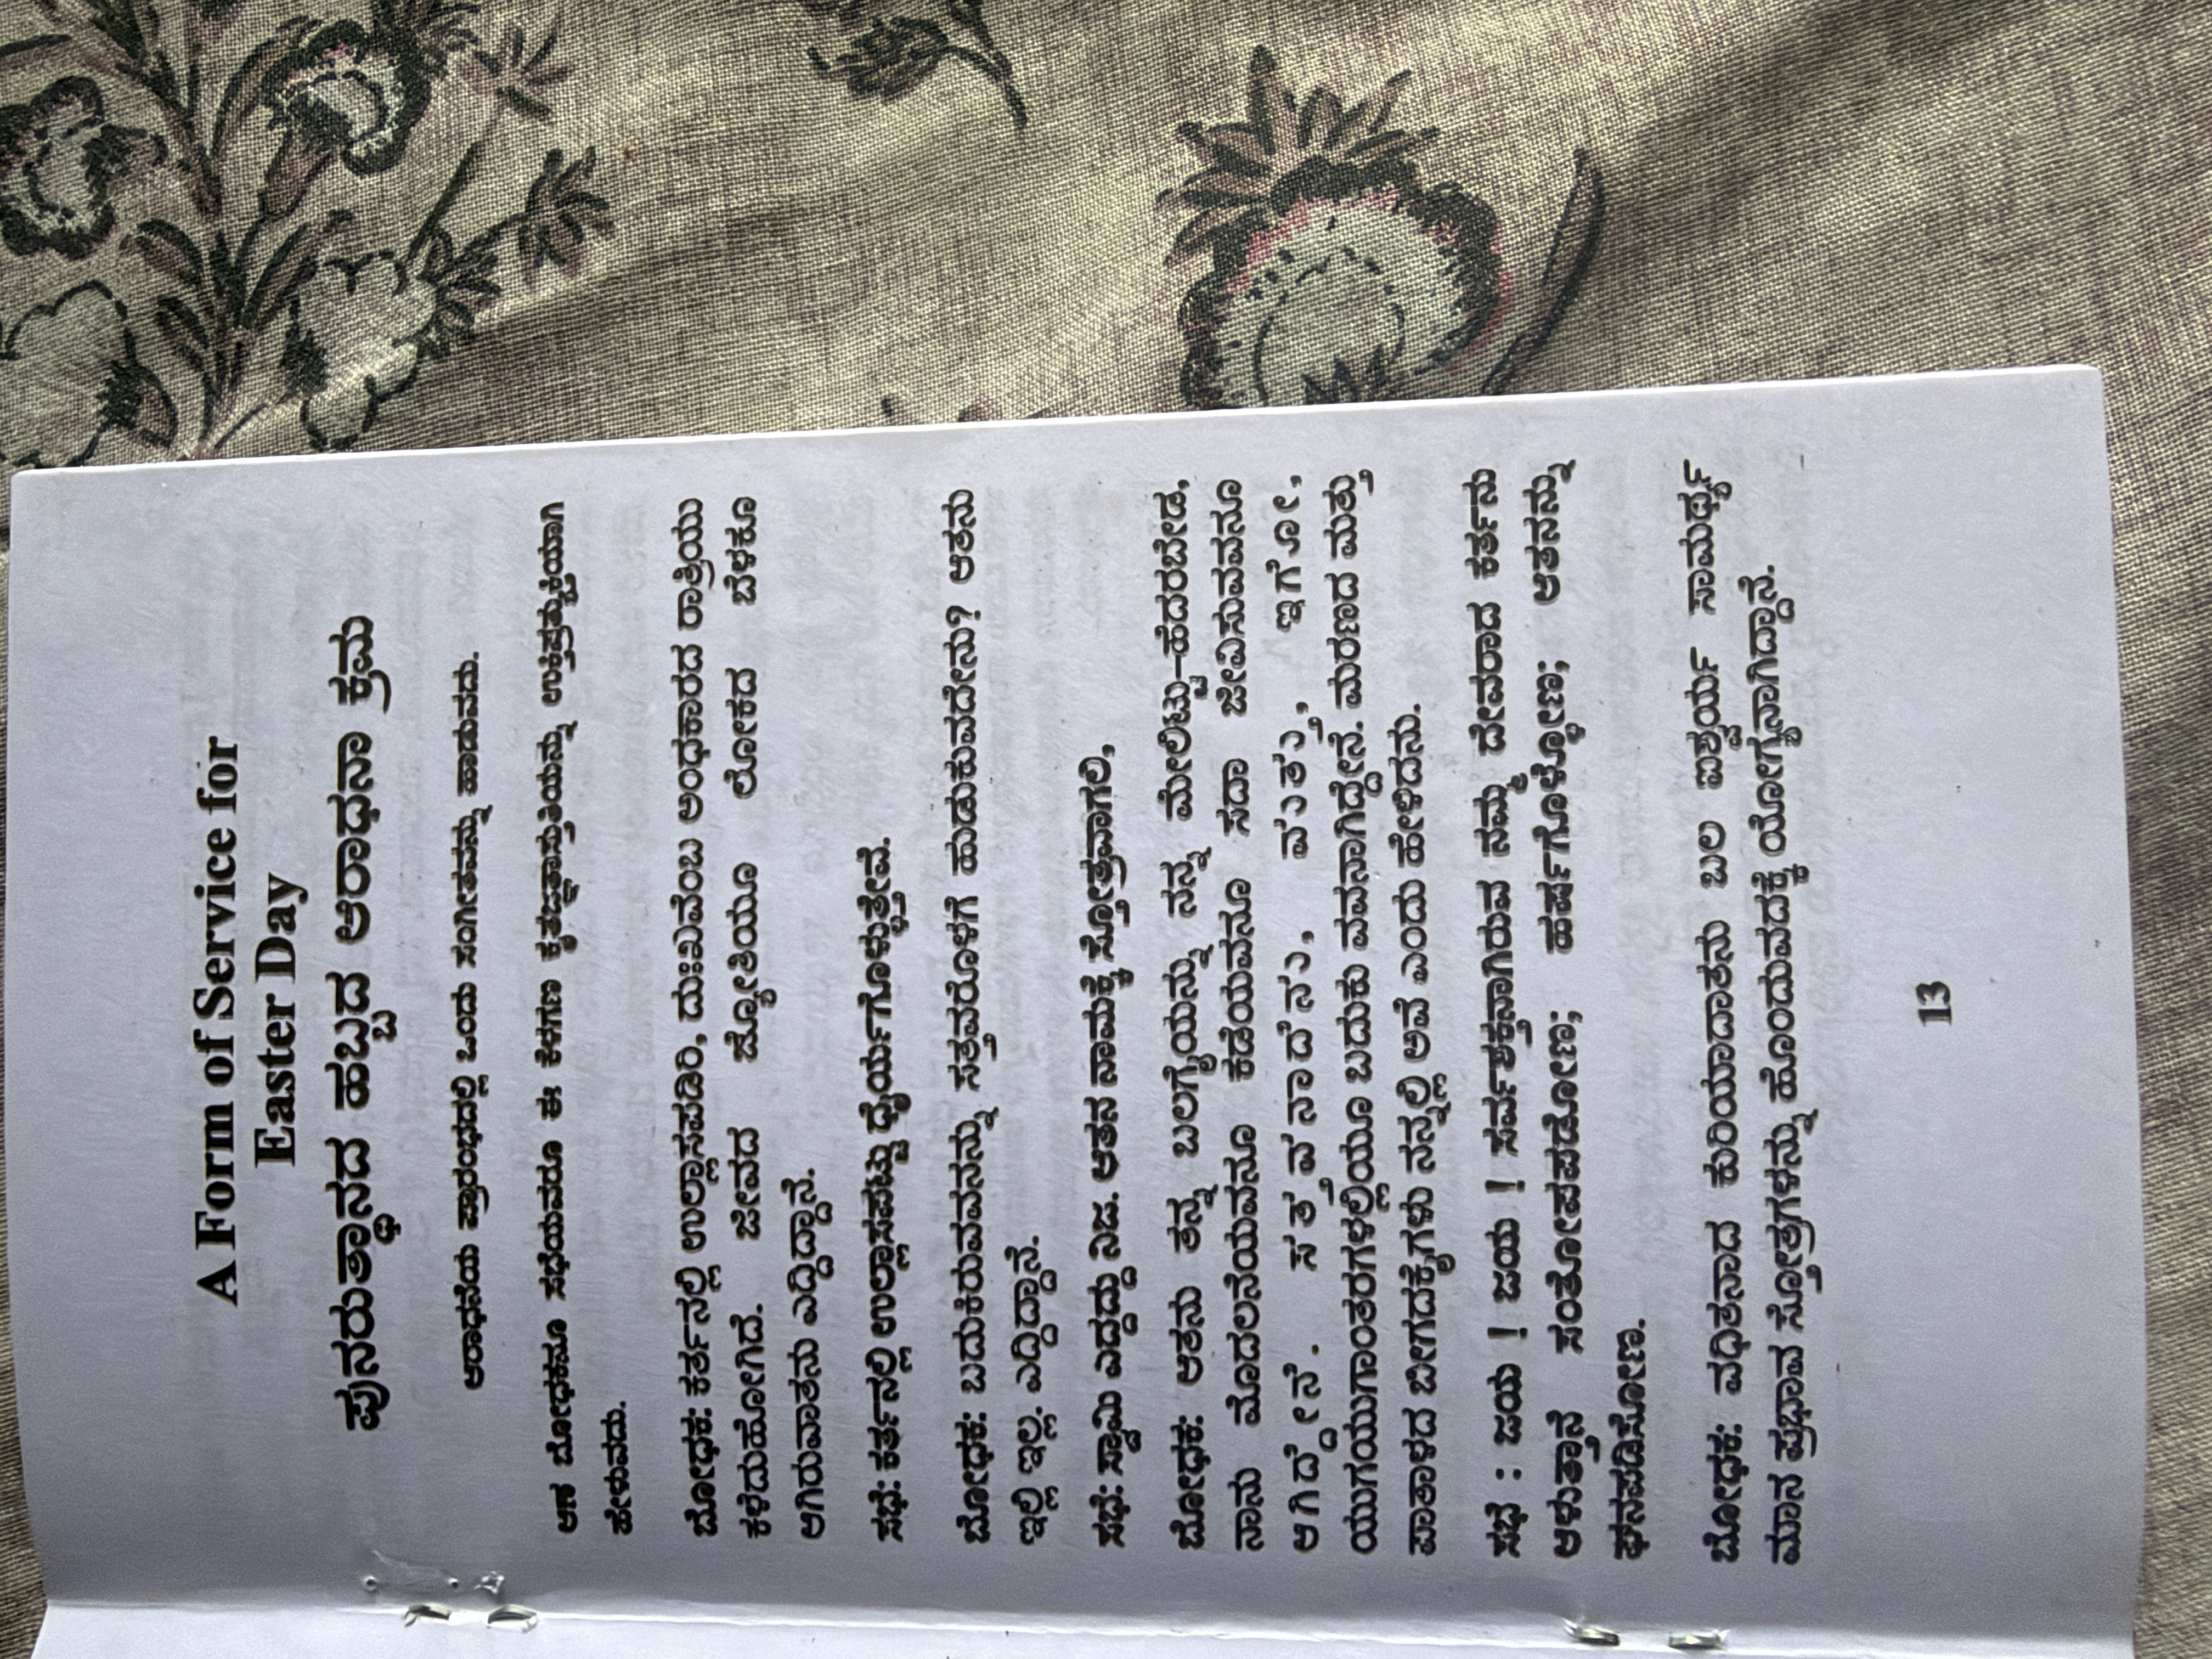 A Form of Service for
Easter Day
ಪುನರುತ್ಥಾನದ ಹಬ್ಬದ ಆರಾಧನಾ ಕ್ರಮ
ಆರಾಧನೆಯ ಪ್ರಾರಂಭದಲ್ಲಿ ಒಂದು ಸಂಗೀತವನ್ನು ಹಾಡುವದು.
ಆಗ ಬೋಧಕನೂ ಸಭೆಯವರೂ ಈ ಕೆಳಗಣ ಕೃತಜ್ಞತಾಸ್ತುತಿಯನ್ನು ಉಕ್ತಿಪ್ರತ್ಯುಕ್ತಿಯಾಗಿ
ಹೇಳುವದು.
ಬೋಧಕ: ಕರ್ತನಲ್ಲಿ ಉಲ್ಲಾಸಪಡಿರಿ, ದುಃಖವೆಂಬ ಅಂಧಕಾರದ ರಾತ್ರಿಯು
ಕಳೆದುಹೋಗಿದೆ. ಜೀವದ ಜ್ಯೋತಿಯೂ ಲೋಕದ ಬೆಳಕೂ
ಆಗಿರುವಾತನು ಎದ್ದಿದ್ದಾನೆ.
ಸಭೆ: ಕರ್ತನಲ್ಲಿ ಉಲ್ಲಾಸಪಟ್ಟು ಧೈರ್ಯಗೊಳ್ಳುತ್ತೇವೆ.
ಬೋಧಕ: ಬದುಕಿರುವವನನ್ನು ಸತ್ತವರೊಳಗೆ ಹುಡುಕುವದೇನು? ಆತನು
ಇಲ್ಲಿ ಇಲ್ಲ. ಎದ್ದಿದ್ದಾನೆ.
ಸಭೆ: ಸ್ವಾಮಿ ಎದ್ದದ್ದು ನಿಜ. ಆತನ ನಾಮಕ್ಕೆ ಸ್ತೋತ್ರವಾಗಲಿ,
ಬೋಧಕ: ಆತನು ತನ್ನ ಬಲಗೈಯನ್ನು ನನ್ನ ಮೇಲಿಟ್ಟು-ಹೆದರಬೇಡ,
ನಾನು ಮೊದಲನೆಯವನೂ ಕಡೆಯವನೂ ಸದಾ ಜೀವಿಸುವವನೂ
ಆಗಿದ್ದೇನೆ. ಸತ್ತವನಾದೆನು, ಮತ್ತು, ಇಗೋ,
ಯುಗಯುಗಾಂತರಗಳಲ್ಲಿಯೂ ಬದುಕು ವವನಾಗಿದ್ದೇನೆ. ಮರಣದ ಮತ್ತು
ಪಾತಾಳದ ಬೀಗದಕೈಗಳು ನನ್ನಲ್ಲಿ ಅವೆ ಎಂದು ಹೇಳಿದನು.
ಸಭೆ : ಜಯ ! ಜಯ ! ಸರ್ವಶಕ್ತನಾಗಿರುವ ನಮ್ಮ ದೇವರಾದ ಕರ್ತನು
ಆಳುತ್ತಾನೆ ಸಂತೋಷಪಡೋಣ; ಹರ್ಷಗೊಳ್ಳೋಣ; ಆತನನ್ನು
ಘನಪಡಿಸೋಣ.
ಬೋಧಕ: ವಧಿತನಾದ ಕುರಿಯಾದಾತನು ಬಲ ಐಶ್ವರ್ಯ ಸಾಮರ್ಥ್ಯ
ಮಾನ ಪ್ರಭಾವ ಸ್ತೋತ್ರಗಳನ್ನು ಹೊಂದುವದಕ್ಕೆ ಯೋಗ್ಯನಾಗಿದ್ದಾನೆ.
13